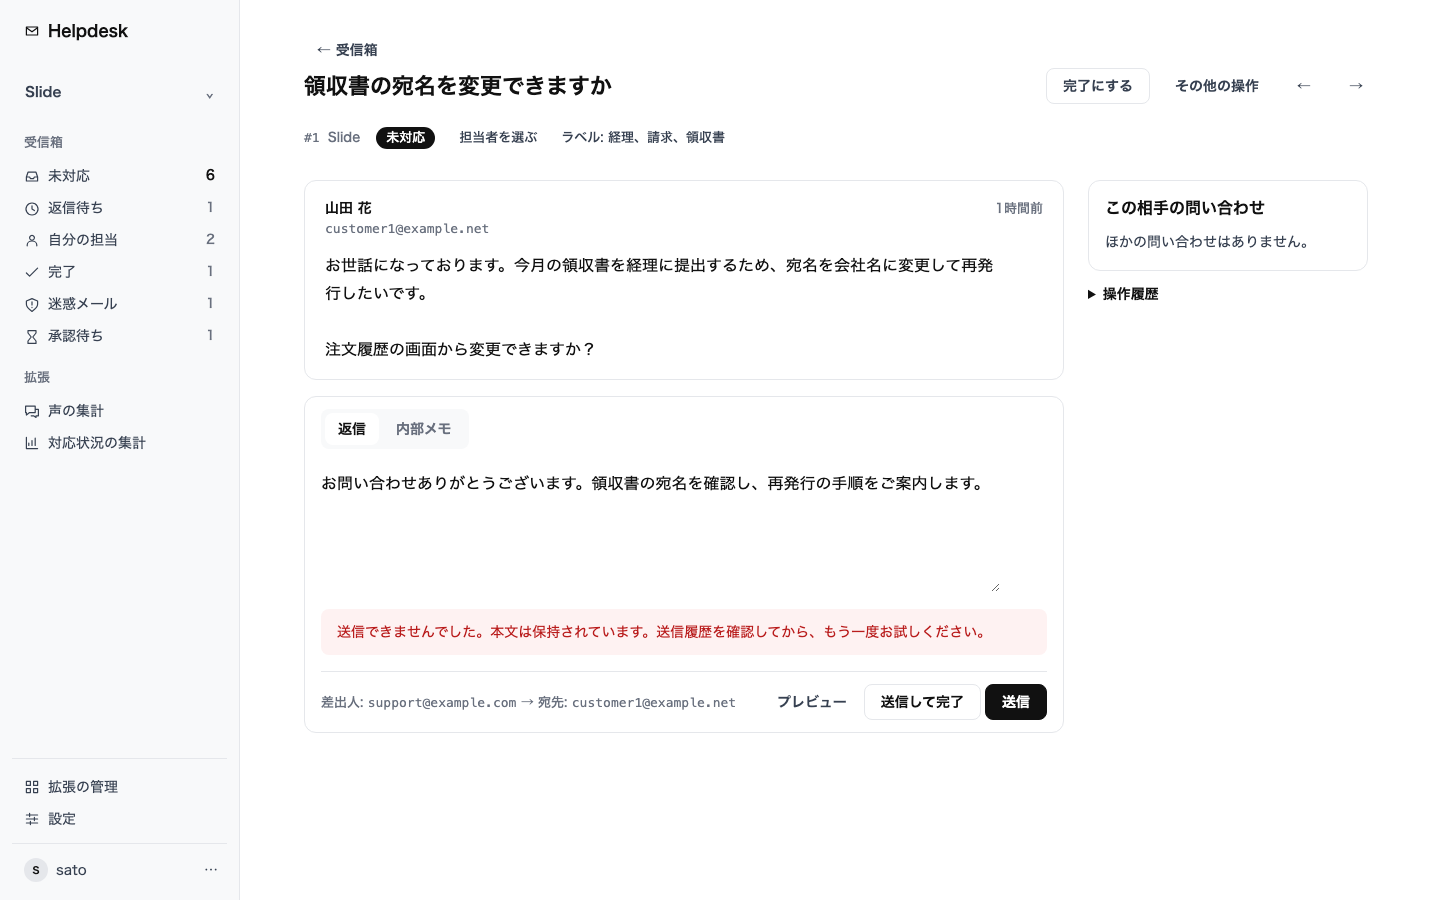 Helpdesk
Slide
受信箱
未対応 6
返信待ち 1
自分の担当 2
完了 1
迷惑メール 1
承認待ち 1
拡張
声の集計
対応状況の集計
拡張の管理
設定
S sato ···
← 受信箱
領収書の宛名を変更できますか
完了にする その他の操作 ← →
#1 Slide 未対応 担当者を選ぶ ラベル: 経理、請求、領収書
山田 花 1時間前
customer1@example.net
お世話になっております。今月の領収書を経理に提出するため、宛名を会社名に変更して再発
行したいです。
注文履歴の画面から変更できますか？
返信 内部メモ
お問い合わせありがとうございます。領収書の宛名を確認し、再発行の手順をご案内します。
送信できませんでした。本文は保持されています。送信履歴を確認してから、もう一度お試しください。
差出人: support@example.com → 宛先: customer1@example.net プレビュー 送信して完了 送信
この相手の問い合わせ
ほかの問い合わせはありません。
▶ 操作履歴